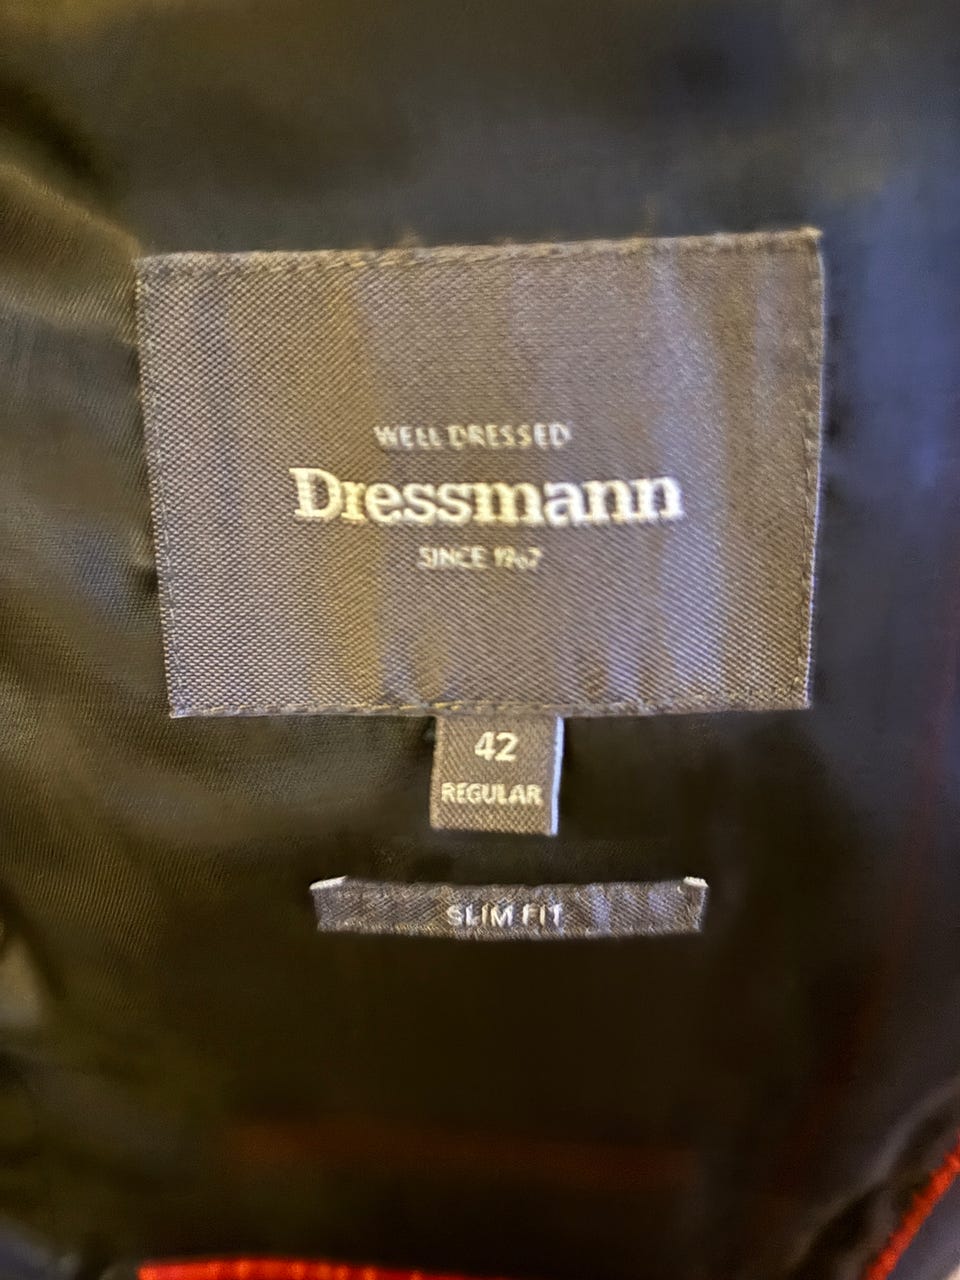 WELL DRESSED
Dressmann
SINCE 1967
42
REGULAR
SLIM FIT